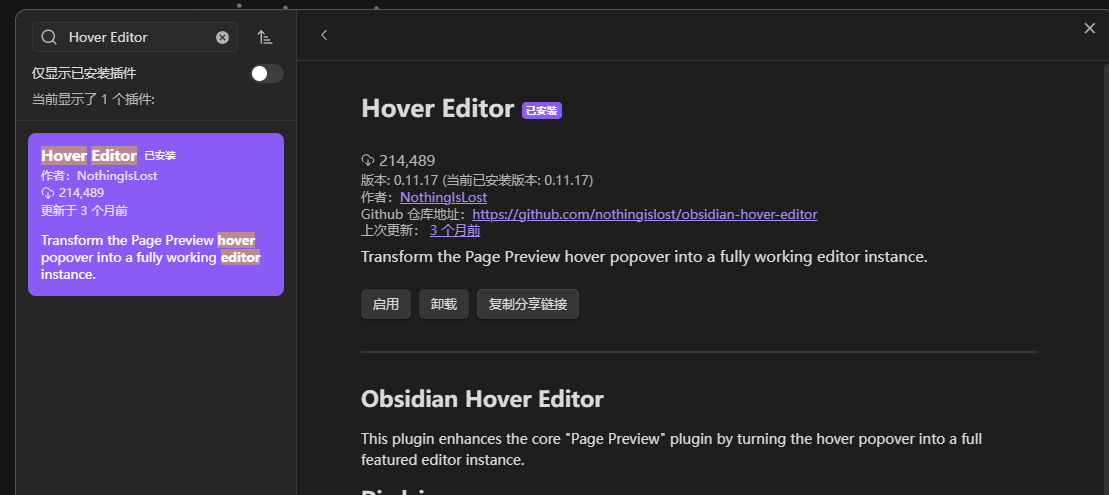 Hover Editor
仅显示已安装插件
当前显示了 1 个插件:
Hover Editor 已安装
作者：NothingIsLost
214,489
更新于 3 个月前
Transform the Page Preview hover
popover into a fully working editor
instance.
Hover Editor 已安装
214,489
版本: 0.11.17 (当前已安装版本: 0.11.17)
作者：NothingIsLost
Github 仓库地址：https://github.com/nothingislost/obsidian-hover-editor
上次更新： 3 个月前
Transform the Page Preview hover popover into a fully working editor instance.
启用 卸载 复制分享链接
Obsidian Hover Editor
This plugin enhances the core "Page Preview" plugin by turning the hover popover into a full
featured editor instance.